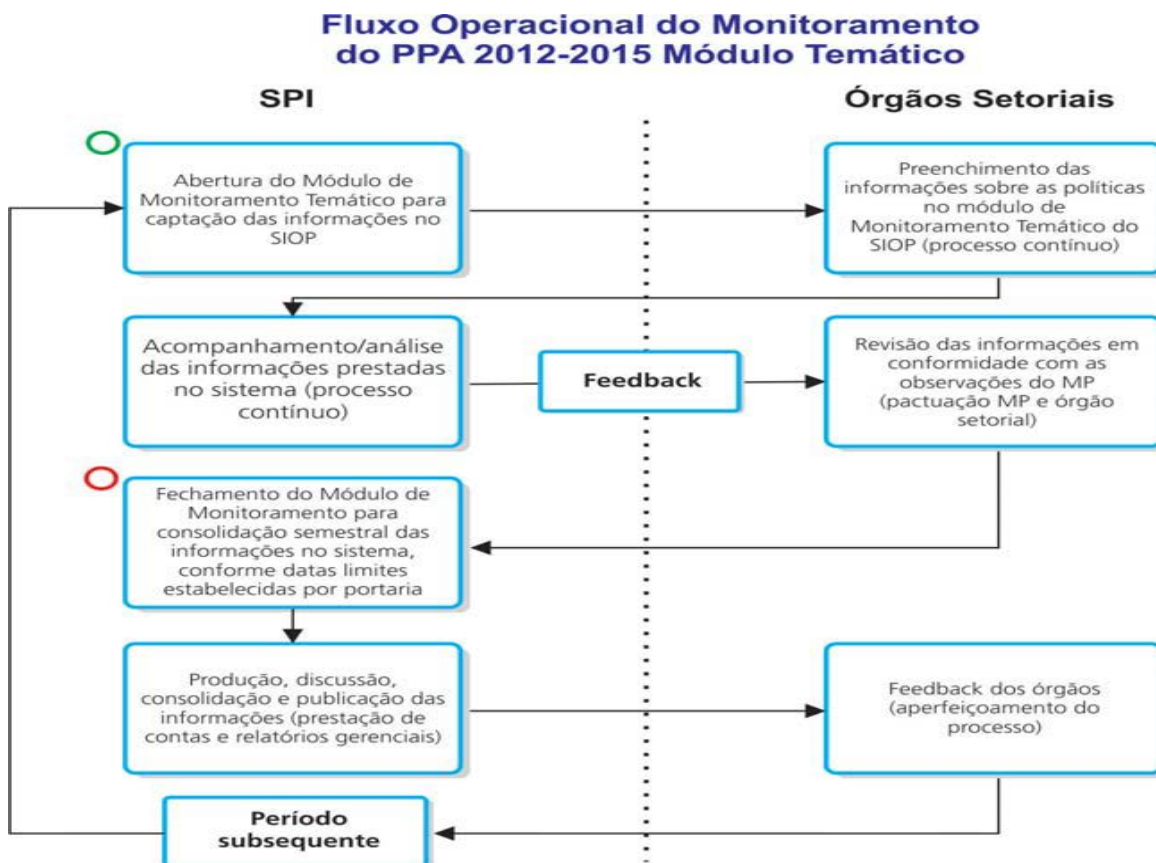 Fluxo Operacional do Monitoramento
do PPA 2012-2015 Módulo Temático
SPI
Órgãos Setoriais
Abertura do Módulo de
Monitoramento Temático para
captação das informações no
SIOP
Preenchimento das
informações sobre as políticas
no módulo de
Monitoramento Temático do
SIOP (processo contínuo)
Acompanhamento/análise
das informações prestadas
no sistema (processo
contínuo)
Feedback
Revisão das informações em
conformidade com as
observações do MP
(pactuação MP e órgão
setorial)
Fechamento do Módulo de
Monitoramento para
consolidação semestral das
informações no sistema,
conforme datas limites
estabelecidas por portaria
Produção, discussão,
consolidação e publicação das
informações (prestação de
contas e relatórios gerenciais)
Feedback dos órgãos
(aperfeiçoamento do
processo)
Período
subsequente